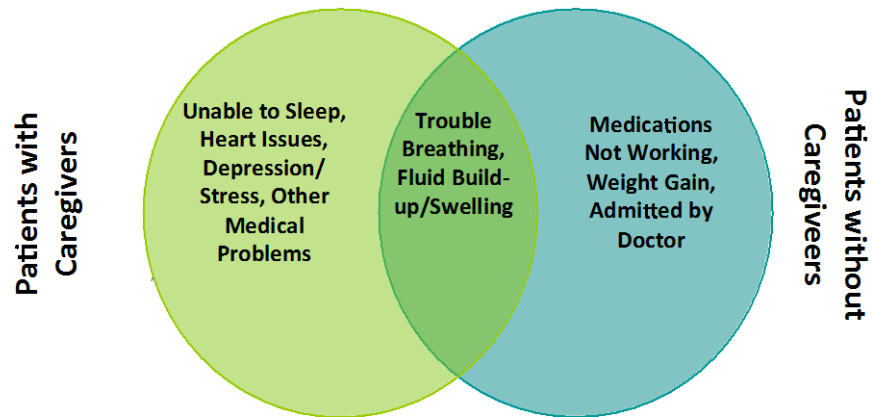 Patients with
Caregivers
Unable to Sleep,
Heart Issues,
Depression/
Stress, Other
Medical
Problems
Trouble
Breathing,
Fluid Build-
up/Swelling
Medications
Not Working,
Weight Gain,
Admitted by
Doctor
Patients without
Caregiveers